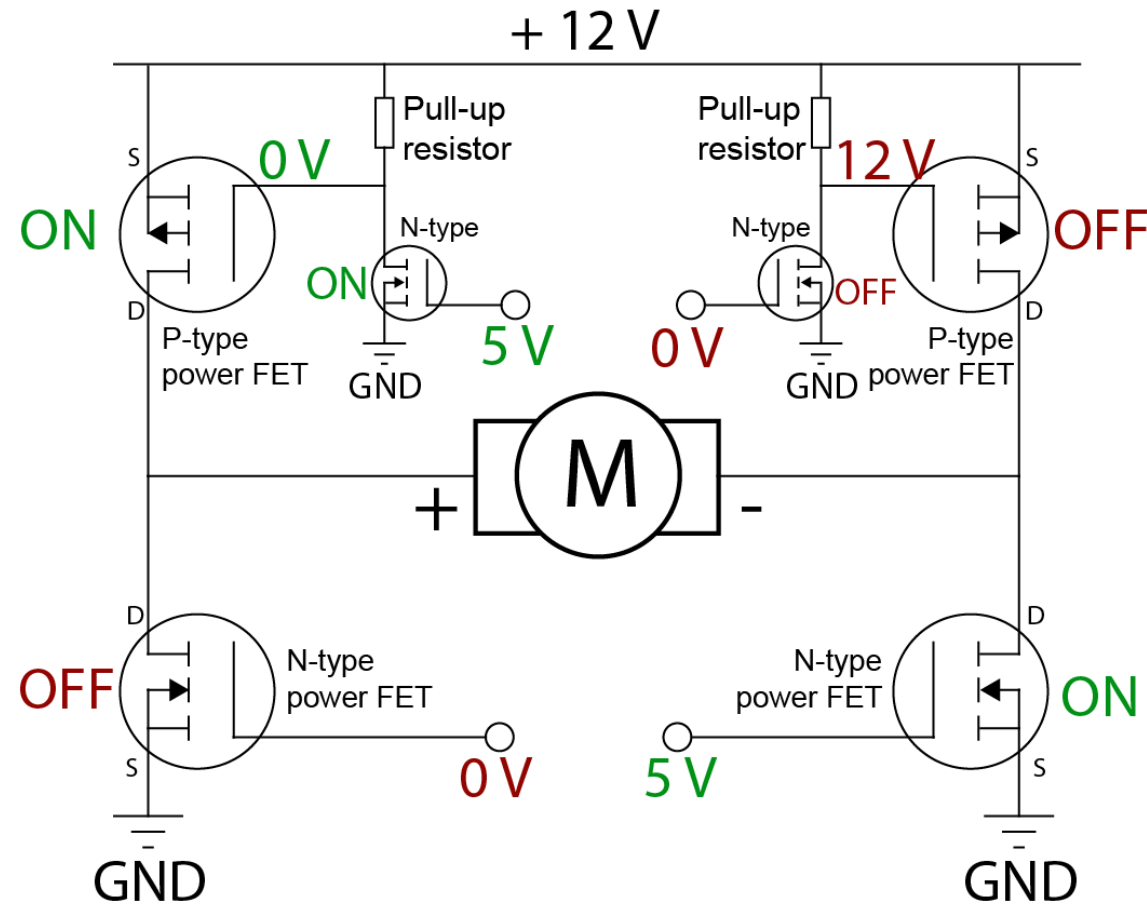 + 12 V
Pull-up
resistor
Pull-up
resistor
S
0 V
12 V
S
ON
N-type
N-type
OFF
ON
OFF
D
5 V
0 V
D
P-type
power FET
GND
GND
P-type
power FET
M
+
-
D
D
N-type
power FET
N-type
power FET
OFF
ON
S
0 V
5 V
S
GND
GND